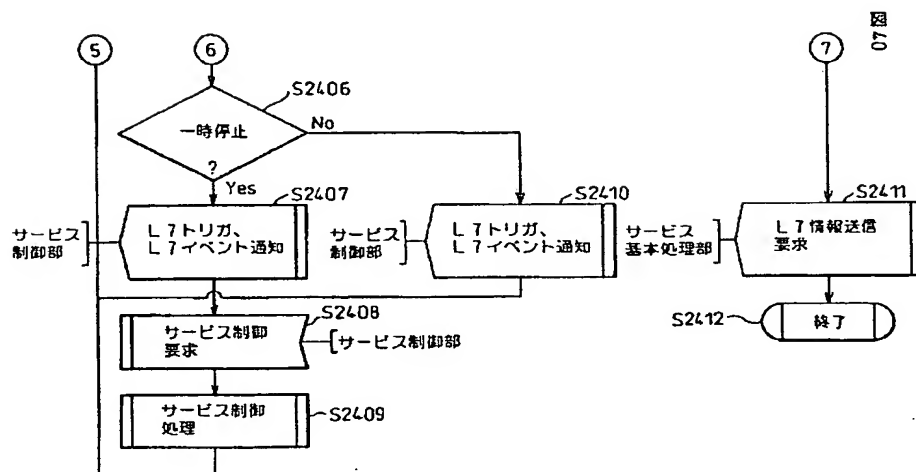 07図
5
6
7
S2406
一時停止
?
No
Yes
S2407
S2410
S2411
サービス
制御部
L7トリガ、
L7イベント通知
サービス
制御部
L7トリガ、
L7イベント通知
サービス
基本処理部
L7情報送信
要求
S2408
サービス制御
要求
サービス制御部
S2412
終了
サービス制御
処理
S2409